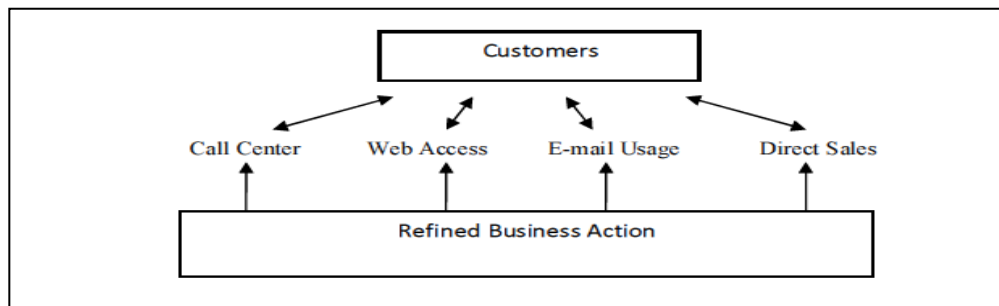 Customers
Call Center Web Access E-mail Usage Direct Sales
Refined Business Action